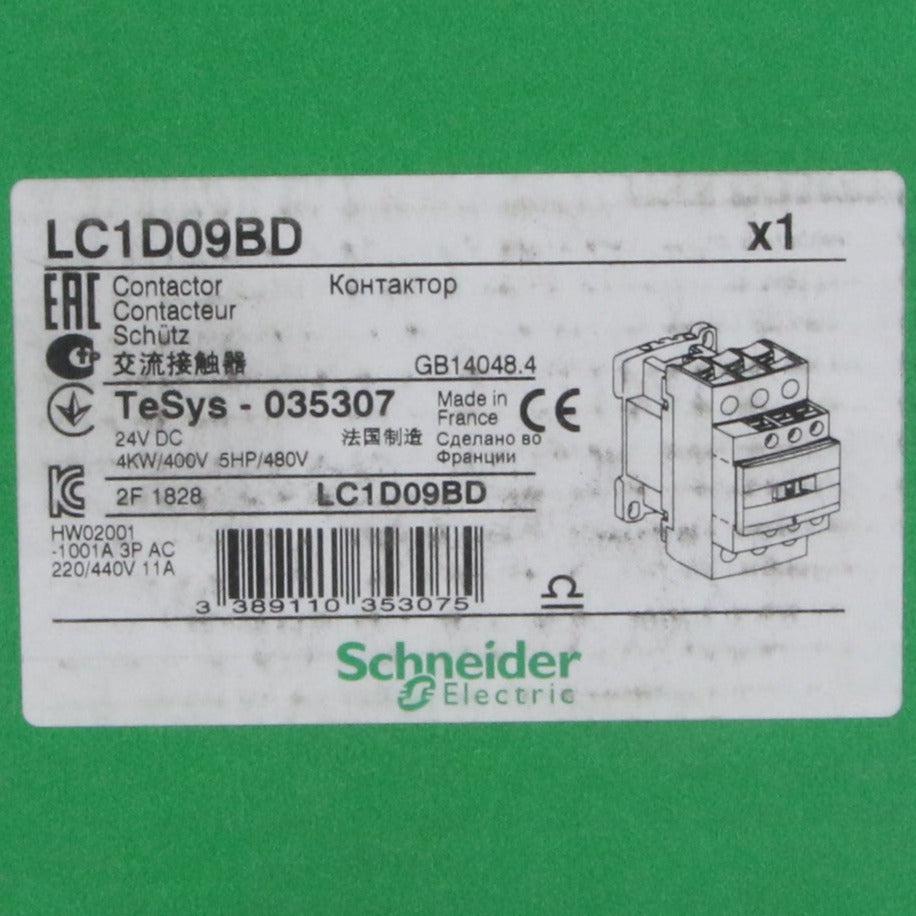 LC1D09BD x1
EAC Contactor Контактор
Contacteur
Schütz
交流接触器 GB14048.4
TeSys - 035307 Made in France CE
24V DC 法国制造 Сделано во Франции
4KW/400V 5HP/480V
2F 1828 LC1D09BD
HW02001
-1001A 3P AC
220/440V 11A
3 389110 353075
Schneider
Electric